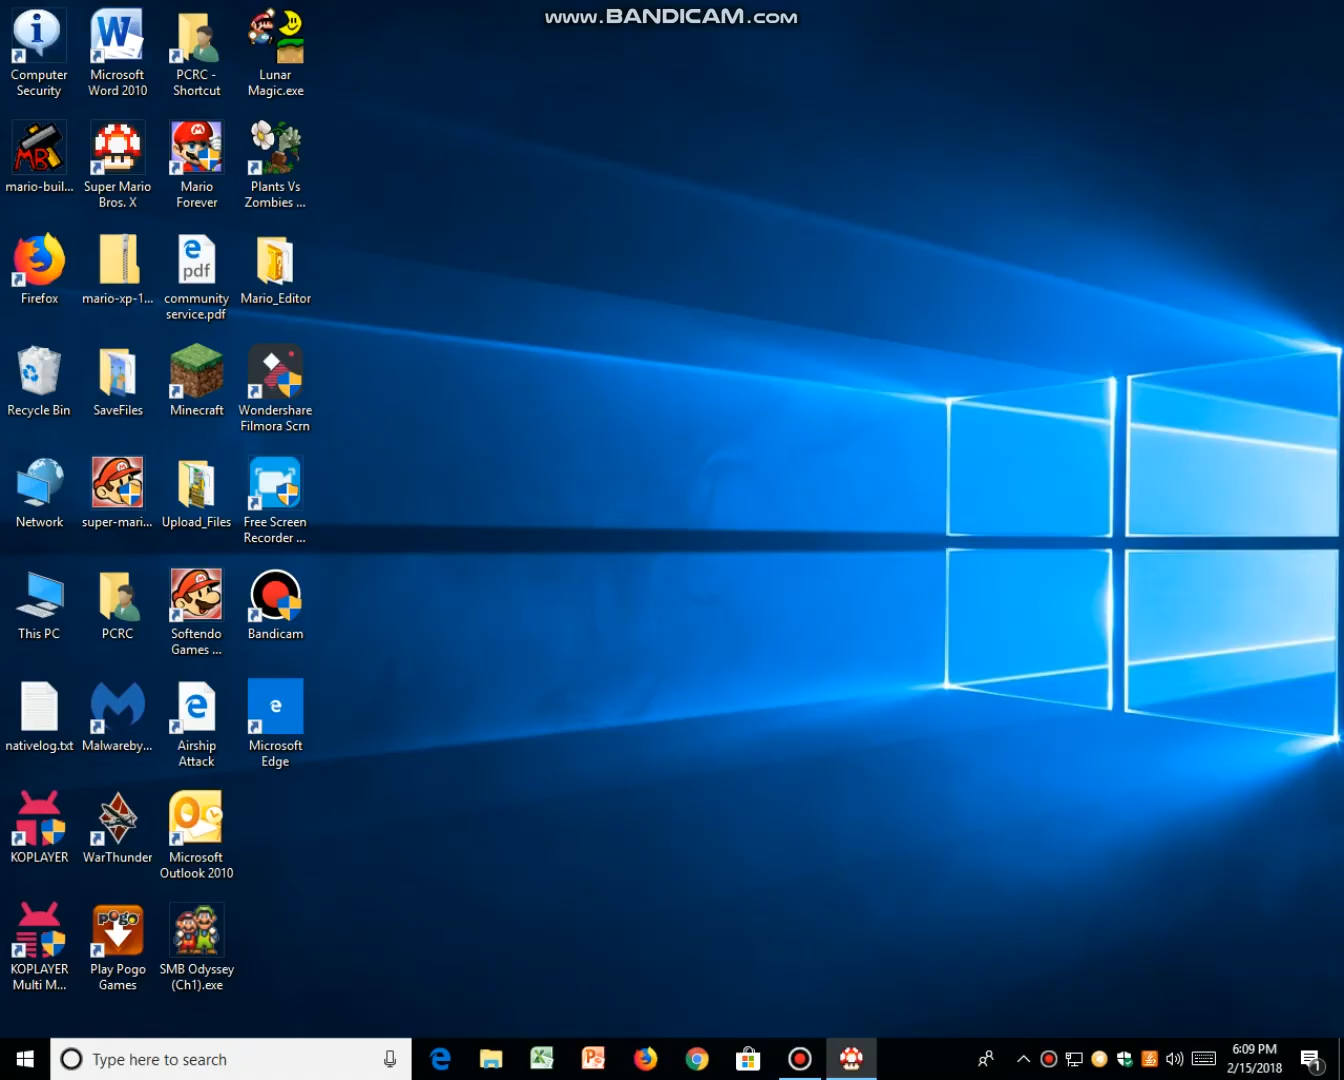 www.BANDICAM.com
Computer
Security
Microsoft
Word 2010
PCRC -
Shortcut
Lunar
Magic.exe
MB
mario-buil...
Super Mario
Bros. X
Mario
Forever
Plants Vs
Zombies ...
Firefox
mario-xp-1...
pdf
community
service.pdf
Mario_Editor
Recycle Bin
SaveFiles
Minecraft
Wondershare
Filmora Scrn
Network
super-mari...
Upload_Files
Free Screen
Recorder ...
This PC
PCRC
Softendo
Games ...
Bandicam
nativelog.txt
Malwareby...
Airship
Attack
Microsoft
Edge
KOPLAYER
WarThunder
Microsoft
Outlook 2010
KOPLAYER
Multi M...
pogo
Play Pogo
Games
SMB Odyssey
(Ch1).exe
Type here to search
6:09 PM
2/15/2018
1